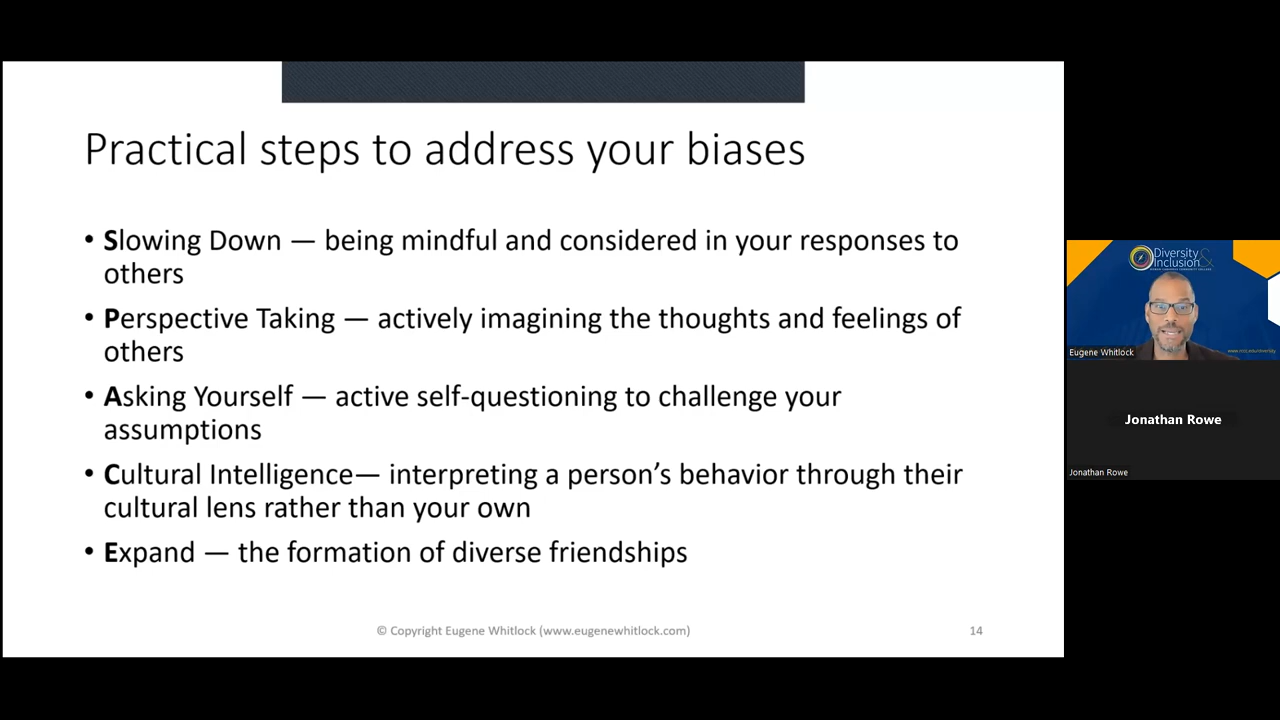 Practical steps to address your biases
• Slowing Down — being mindful and considered in your responses to
others
• Perspective Taking — actively imagining the thoughts and feelings of
others
• Asking Yourself — active self-questioning to challenge your
assumptions
• Cultural Intelligence— interpreting a person’s behavior through their
cultural lens rather than your own
• Expand — the formation of diverse friendships
© Copyright Eugene Whitlock (www.eugenewhitlock.com)
14
Diversity &
Inclusion
Eugene Whitlock
Jonathan Rowe
Jonathan Rowe